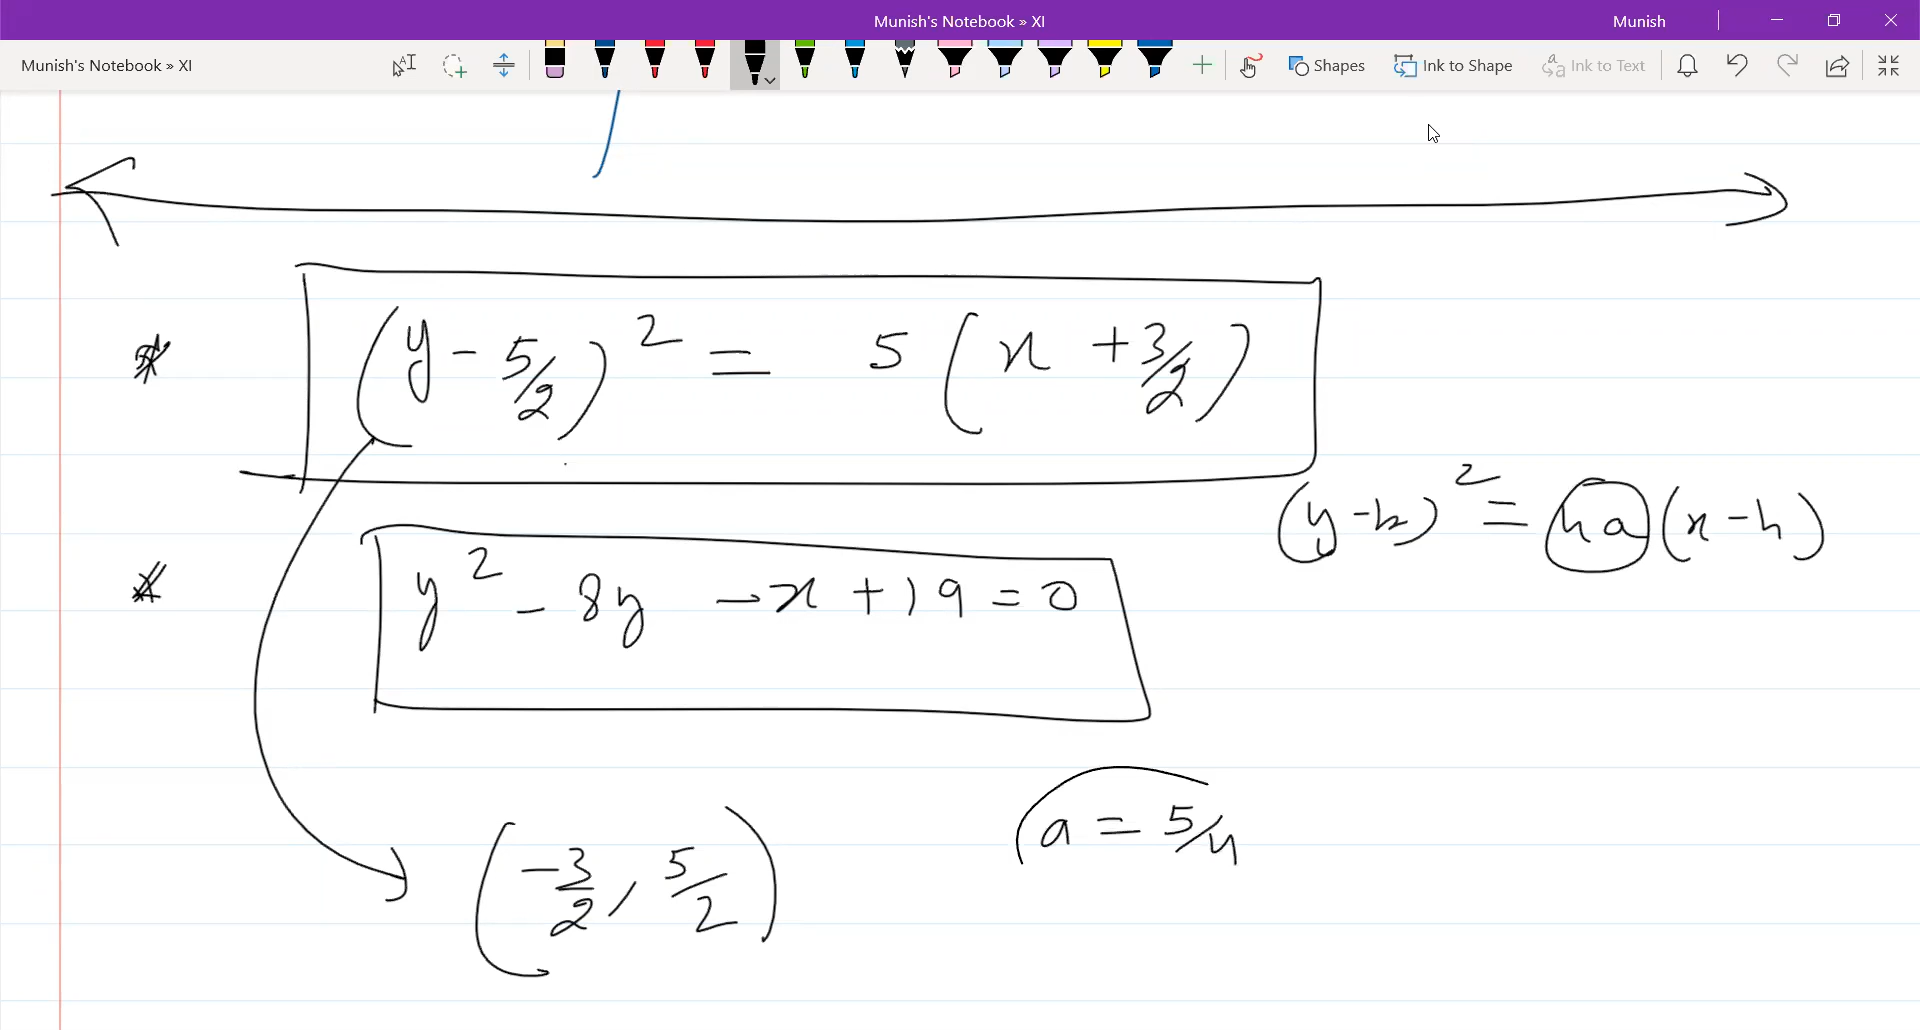 Munish's Notebook » XI
Munish
Munish's Notebook » XI
Shapes
Ink to Shape
Ink to Text
* (y - 5/2)² = 5 (x + 3/2)
(y - k)² = 4a (x - h)
* y² - 8y - x + 19 = 0
a = 5/4
(-3/2, 5/2)